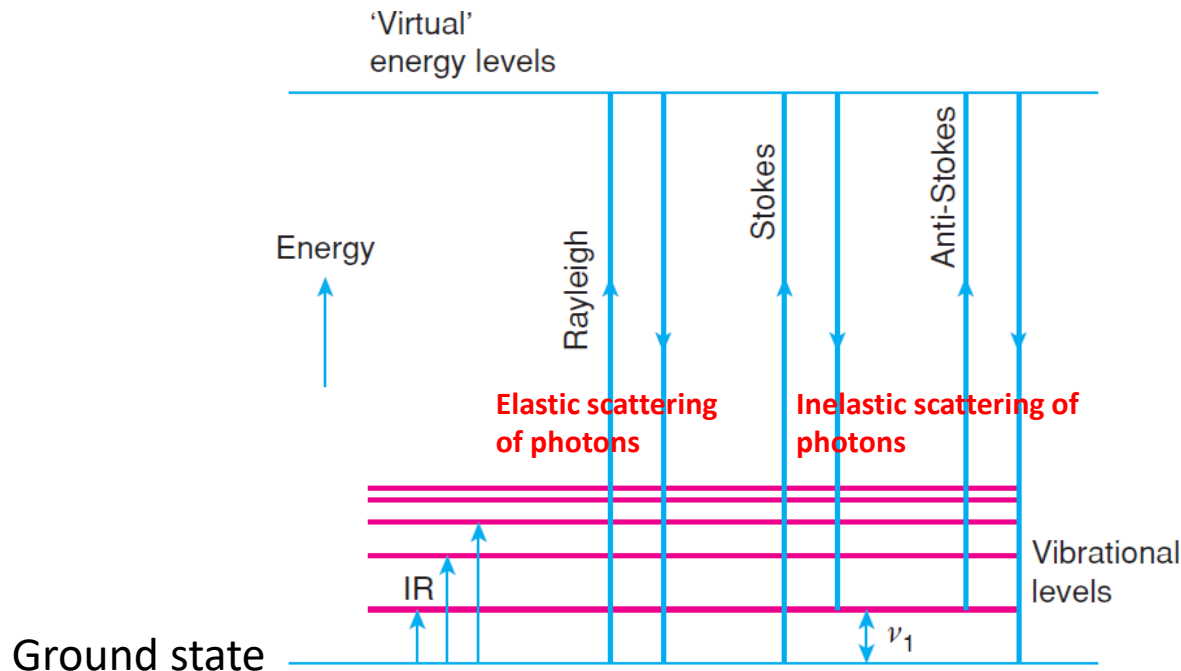 ‘Virtual’
energy levels
Energy
Rayleigh
Stokes
Anti-Stokes
Elastic scattering
of photons
Inelastic scattering of
photons
IR
Vibrational
levels
ν1
Ground state